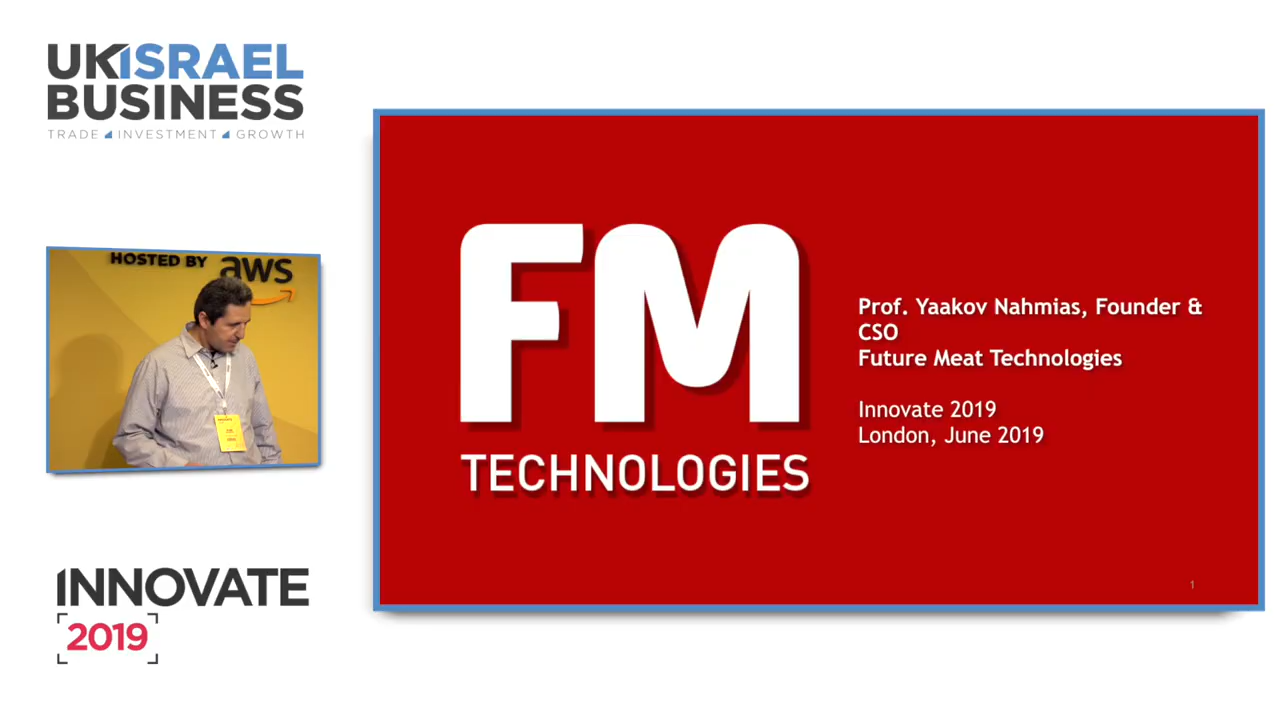 UKISRAEL
BUSINESS
TRADE INVESTMENT GROWTH
HOSTED BY aws
FM
TECHNOLOGIES
Prof. Yaakov Nahmias, Founder &
CSO
Future Meat Technologies
Innovate 2019
London, June 2019
1
INNOVATE
2019